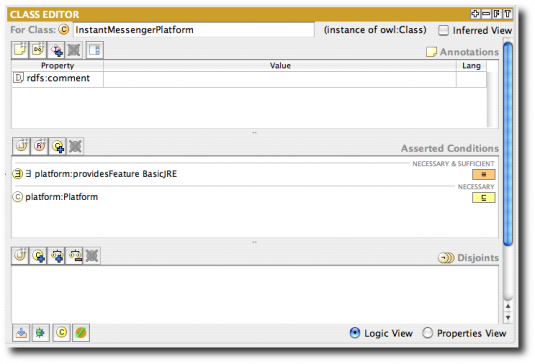 CLASS EDITOR
For Class: InstantMessengerPlatform (instance of owl:Class) Inferred View
Annotations
Property Value Lang
rdfs:comment
Asserted Conditions
NECESSARY & SUFFICIENT
∃ platform:providesFeature BasicJRE
NECESSARY
platform:Platform
Disjoints
Logic View Properties View